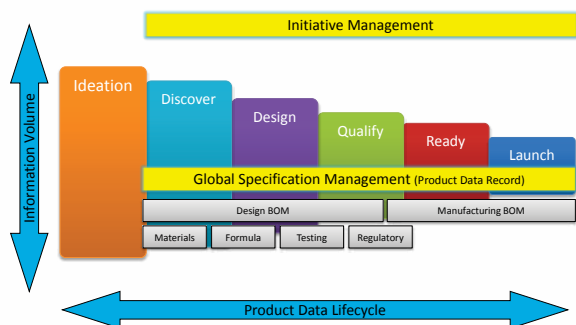 Initiative Management
Ideation
Discover
Design
Qualify
Ready
Launch
Information Volume
Global Specification Management (Product Data Record)
Design BOM
Manufacturing BOM
Materials
Formula
Testing
Regulatory
Product Data Lifecycle